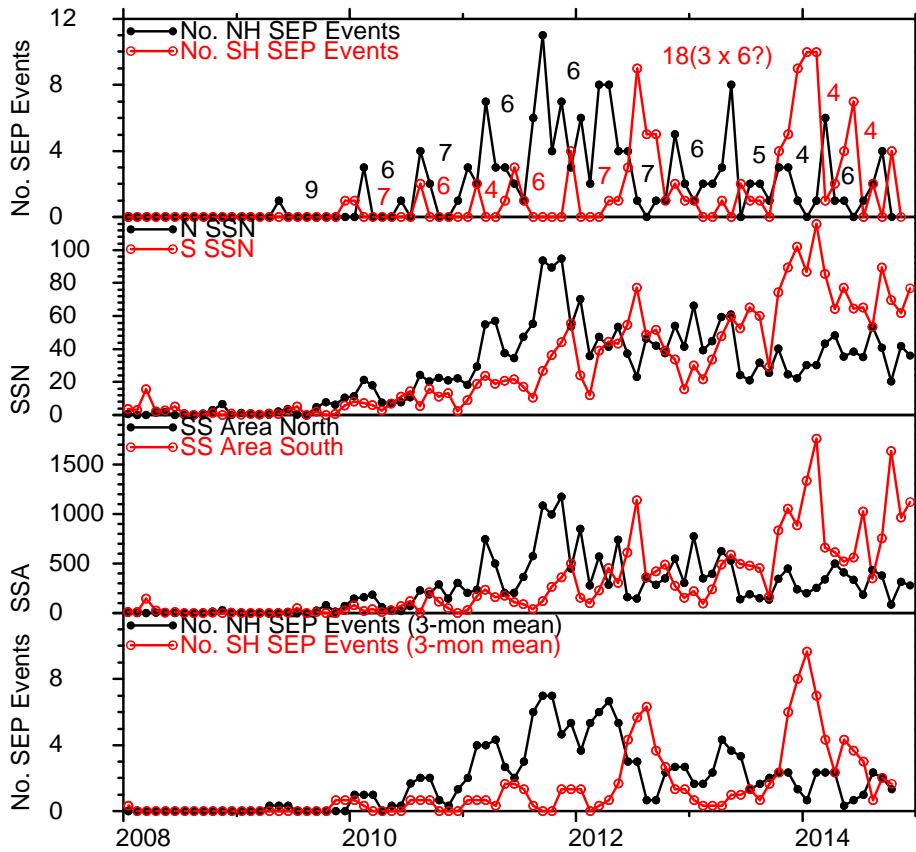 12
No. NH SEP Events
No. SH SEP Events
18(3 x 6?)
6
6
6
7
6
4
4
9
7
6
4
6
7
7
5
4
6
8
4
0
No. SEP Events
N SSN
S SSN
100
80
60
40
20
0
SSN
SS Area North
SS Area South
1500
1000
500
0
SSA
No. NH SEP Events (3-mon mean)
No. SH SEP Events (3-mon mean)
8
4
0
No. SEP Events
2008
2010
2012
2014